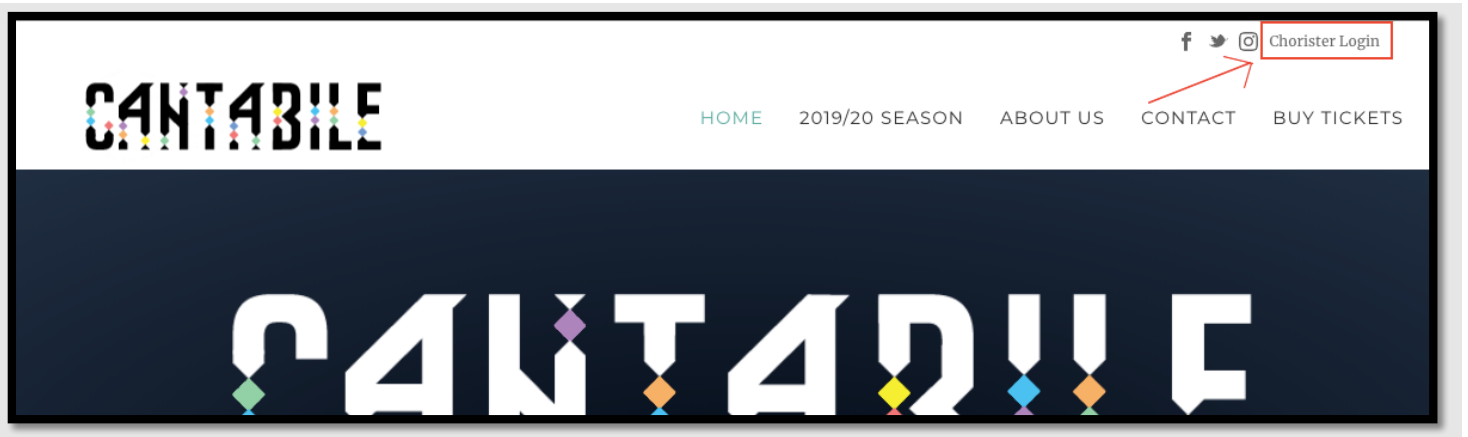 Chorister Login
CANTABILE
HOME 2019/20 SEASON ABOUT US CONTACT BUY TICKETS
CANTABILE